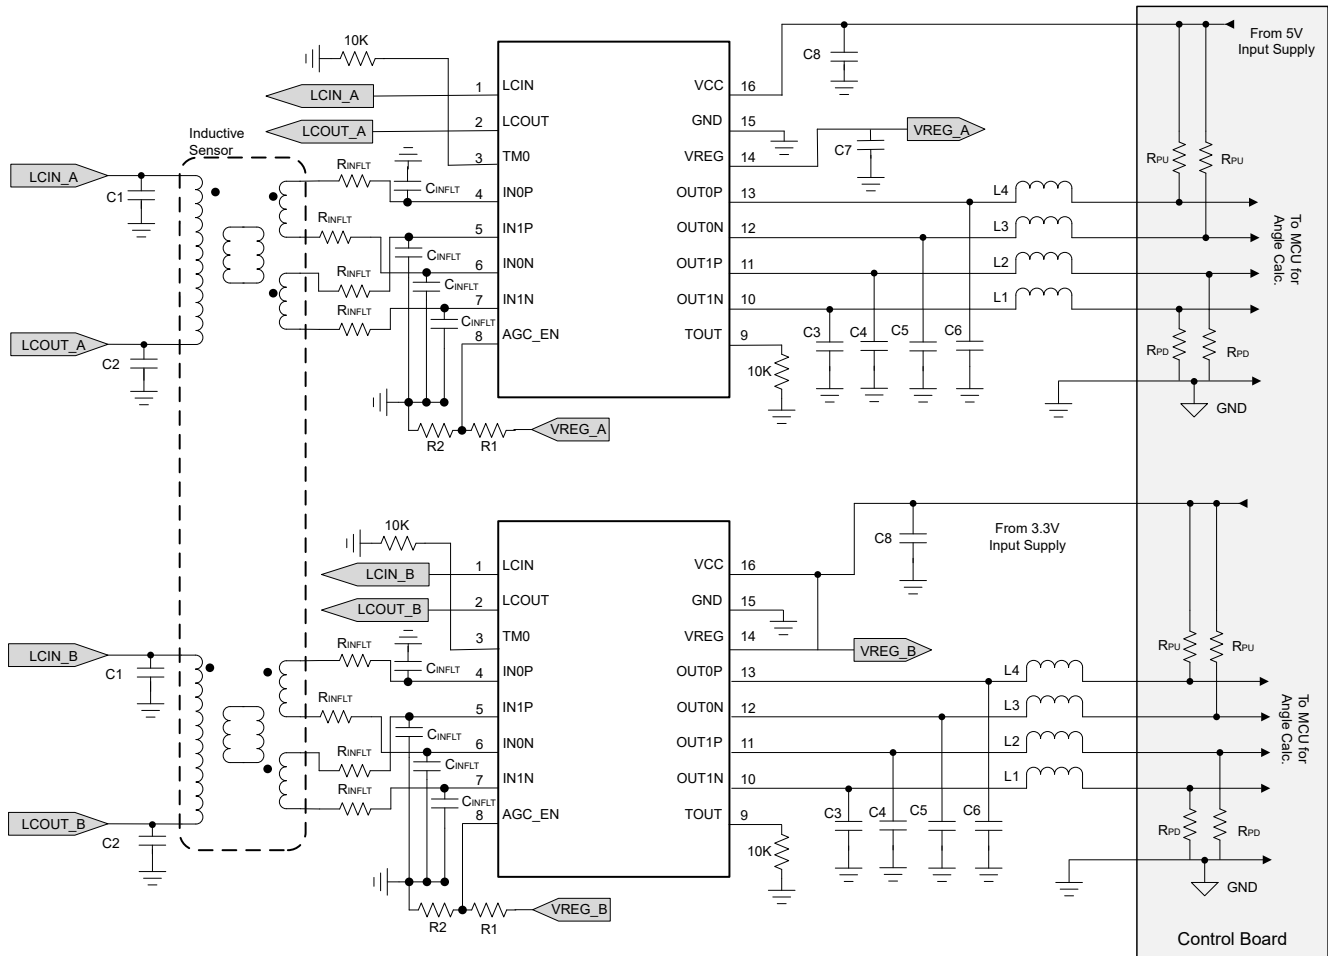 10K
LCIN_A
LCOUT_A
Inductive
Sensor
LCIN_A
C1
LCOUT_A
C2
RINFLT
CINFLT
RINFLT
CINFLT
RINFLT
CINFLT
RINFLT
CINFLT
1
2
3
4
5
6
7
8
LCIN
LCOUT
TM0
IN0P
IN1P
IN0N
IN1N
AGC_EN
VCC
GND
VREG
OUT0P
OUT0N
OUT1P
OUT1N
TOUT
16
15
14
13
12
11
10
9
C8
C7
VREG_A
L4
L3
L2
L1
C3
C4
C5
C6
10K
R2
R1
VREG_A
From 5V
Input Supply
RPU
RPU
RPD
RPD
GND
To MCU for
Angle Calc.
10K
LCIN_B
LCOUT_B
LCIN_B
C1
LCOUT_B
C2
RINFLT
CINFLT
RINFLT
CINFLT
RINFLT
CINFLT
RINFLT
CINFLT
1
2
3
4
5
6
7
8
LCIN
LCOUT
TM0
IN0P
IN1P
IN0N
IN1N
AGC_EN
VCC
GND
VREG
OUT0P
OUT0N
OUT1P
OUT1N
TOUT
16
15
14
13
12
11
10
9
C8
From 3.3V
Input Supply
VREG_B
L4
L3
L2
L1
C3
C4
C5
C6
10K
R2
R1
VREG_B
RPU
RPU
RPD
RPD
GND
To MCU for
Angle Calc.
Control Board